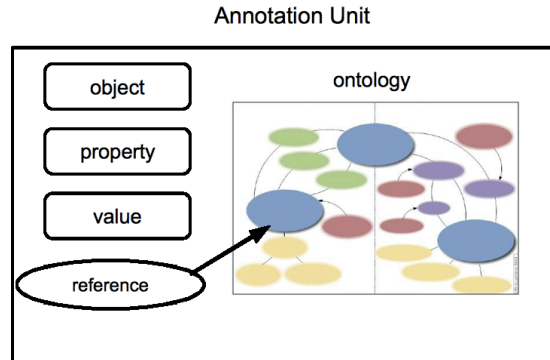 Annotation Unit
object
ontology
property
value
reference